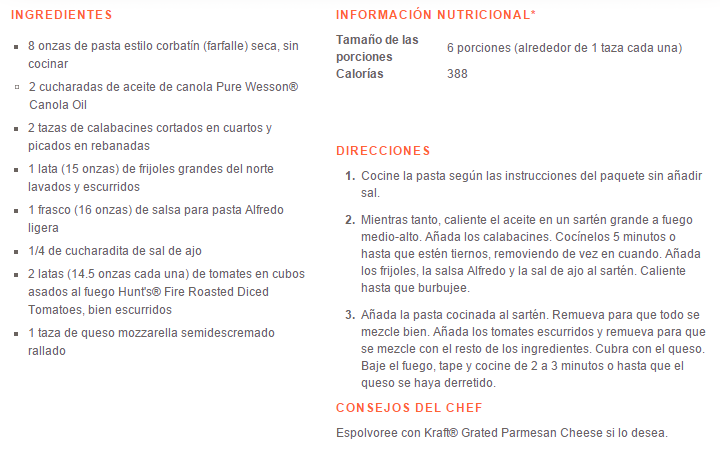 INGREDIENTES
8 onzas de pasta estilo corbatín (farfalle) seca, sin
cocinar
2 cucharadas de aceite de canola Pure Wesson®
Canola Oil
2 tazas de calabacines cortados en cuartos y
picados en rebanadas
1 lata (15 onzas) de frijoles grandes del norte
lavados y escurridos
1 frasco (16 onzas) de salsa para pasta Alfredo
ligera
1/4 de cucharadita de sal de ajo
2 latas (14.5 onzas cada una) de tomates en cubos
asados al fuego Hunt's® Fire Roasted Diced
Tomatoes, bien escurridos
1 taza de queso mozzarella semidescremado
rallado
INFORMACIÓN NUTRICIONAL*
Tamaño de las
porciones
6 porciones (alrededor de 1 taza cada una)
Calorías 388
DIRECCIONES
1. Cocine la pasta según las instrucciones del paquete sin añadir
sal.
2. Mientras tanto, caliente el aceite en un sartén grande a fuego
medio-alto. Añada los calabacines. Cocínelos 5 minutos o
hasta que estén tiernos, removiendo de vez en cuando. Añada
los frijoles, la salsa Alfredo y la sal de ajo al sartén. Caliente
hasta que burbujee.
3. Añada la pasta cocinada al sartén. Remueva para que todo se
mezcle bien. Añada los tomates escurridos y remueva para que
se mezcle con el resto de los ingredientes. Cubra con el queso.
Baje el fuego, tape y cocine de 2 a 3 minutos o hasta que el
queso se haya derretido.
CONSEJOS DEL CHEF
Espolvoree con Kraft® Grated Parmesan Cheese si lo desea.